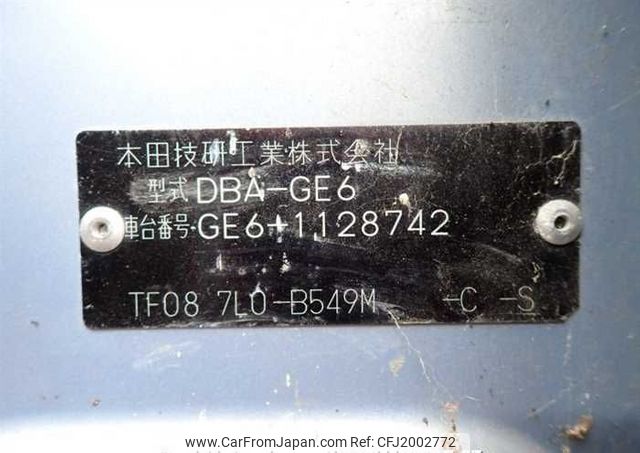 本田技研工業株式会社
型式 DBA-GE6
車台番号 GE6-1128742
TF08 7L0-B549M -C -S
www.CarFromJapan.com Ref:CFJ2002772